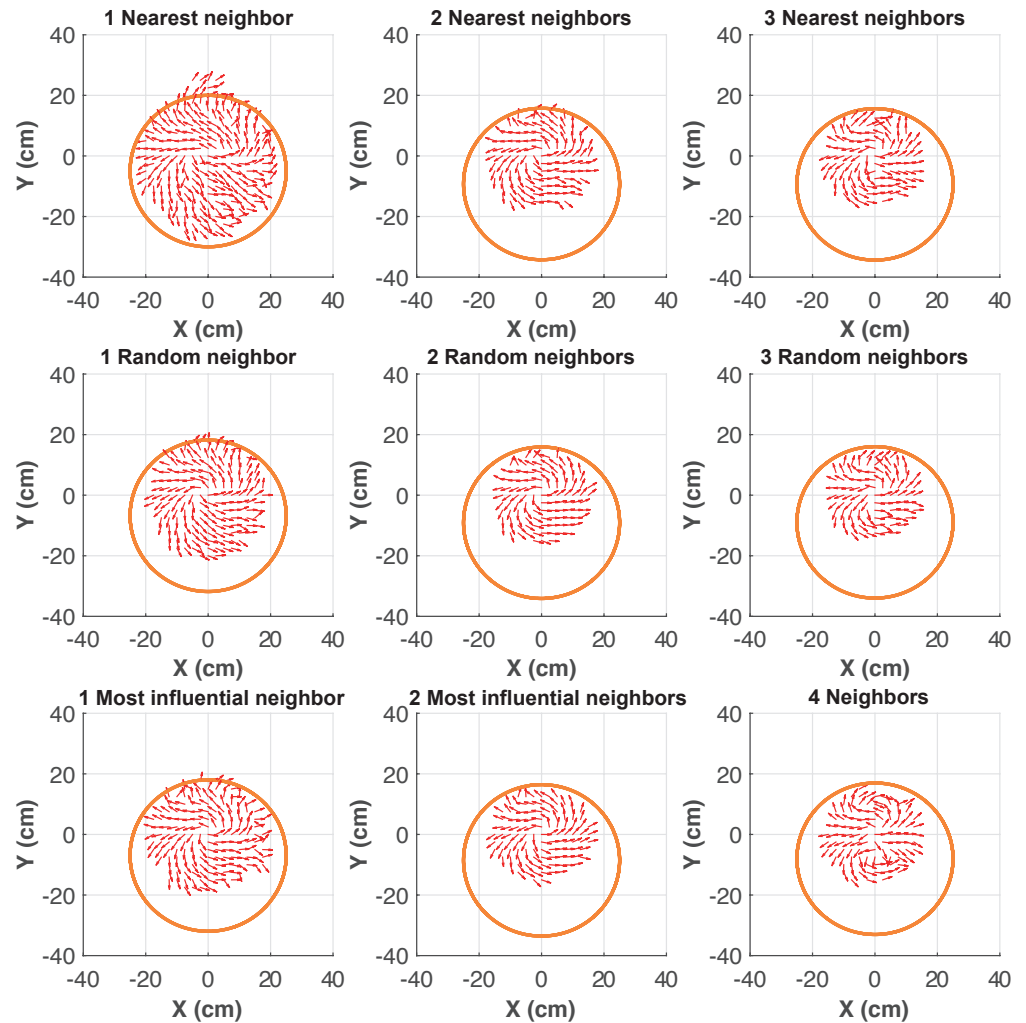 1 Nearest neighbor
2 Nearest neighbors
3 Nearest neighbors
40
20
0
-20
-40
Y (cm)
-40 -20 0 20 40
X (cm)
40
20
0
-20
-40
Y (cm)
-40 -20 0 20 40
X (cm)
40
20
0
-20
-40
Y (cm)
-40 -20 0 20 40
X (cm)
1 Random neighbor
2 Random neighbors
3 Random neighbors
40
20
0
-20
-40
Y (cm)
-40 -20 0 20 40
X (cm)
40
20
0
-20
-40
Y (cm)
-40 -20 0 20 40
X (cm)
40
20
0
-20
-40
Y (cm)
-40 -20 0 20 40
X (cm)
1 Most influential neighbor
2 Most influential neighbors
4 Neighbors
40
20
0
-20
-40
Y (cm)
-40 -20 0 20 40
X (cm)
40
20
0
-20
-40
Y (cm)
-40 -20 0 20 40
X (cm)
40
20
0
-20
-40
Y (cm)
-40 -20 0 20 40
X (cm)